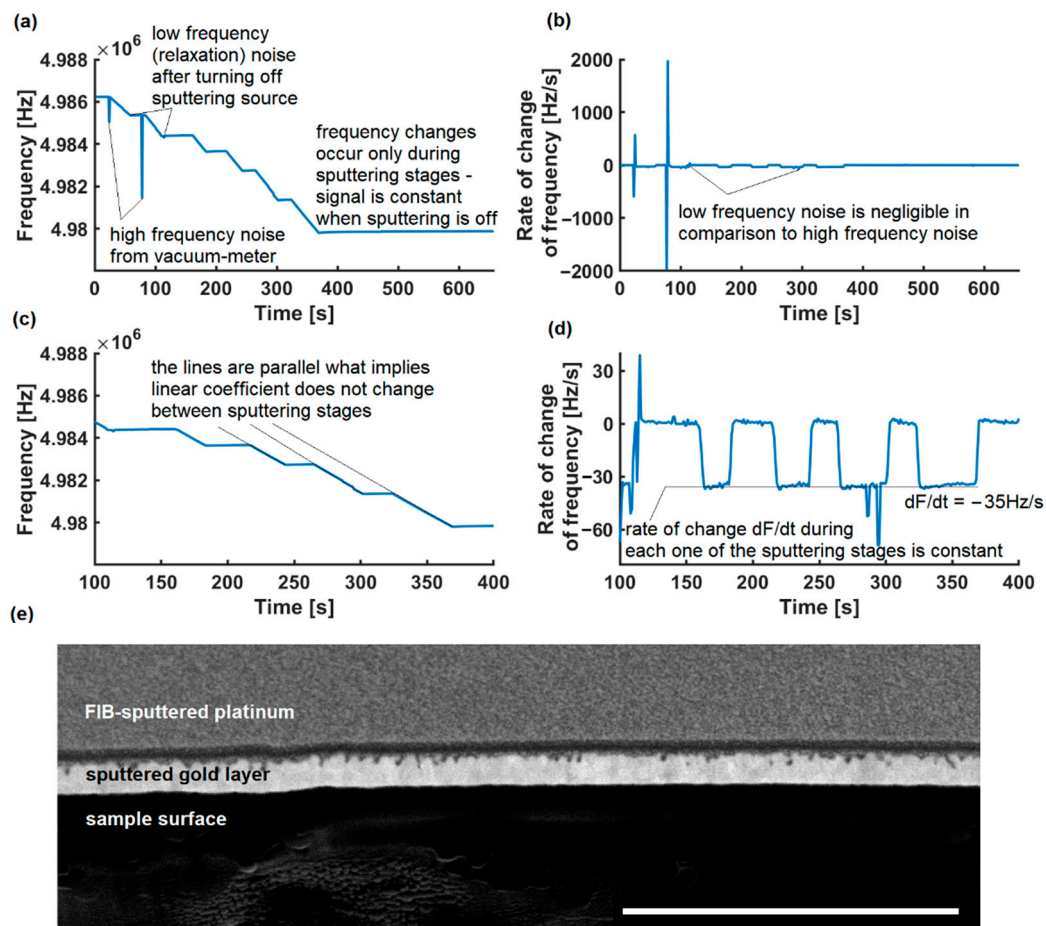 (a)
× 10⁶
4.988
4.986
4.984
4.982
4.98
Frequency [Hz]
0 100 200 300 400 500 600
Time [s]
low frequency
(relaxation) noise
after turning off
sputtering source
frequency changes
occur only during
sputtering stages -
signal is constant
when sputtering is off
high frequency noise
from vacuum-meter
(b)
2000
1000
0
-1000
-2000
Rate of change
of frequency [Hz/s]
0 100 200 300 400 500 600
Time [s]
low frequency noise is negligible in
comparison to high frequency noise
(c)
× 10⁶
4.988
4.986
4.984
4.982
4.98
Frequency [Hz]
100 150 200 250 300 350 400
Time [s]
the lines are parallel what implies
linear coefficient does not change
between sputtering stages
(d)
30
0
-30
-60
Rate of change
of frequency [Hz/s]
100 150 200 250 300 350 400
Time [s]
dF/dt = −35Hz/s
rate of change dF/dt during
each one of the sputtering stages is constant
(e)
FIB-sputtered platinum
sputtered gold layer
sample surface